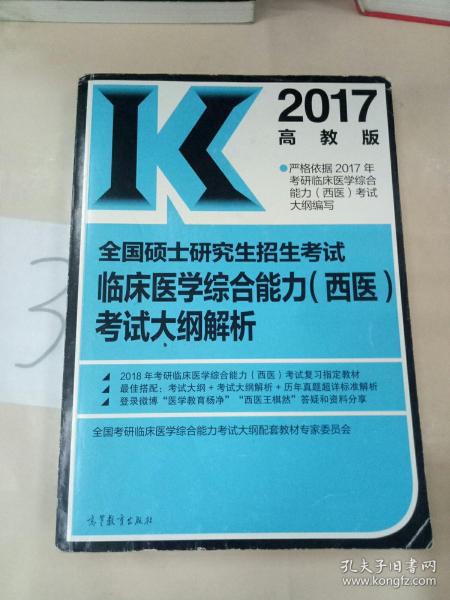 K
2017
高教版
严格依据 2017 年
考研临床医学综合
能力（西医）考试
大纲编写
全国硕士研究生招生考试
临床医学综合能力（西医）
考试大纲解析
2018 年考研临床医学综合能力（西医）考试复习指定教材
最佳搭配：考试大纲 + 考试大纲解析 + 历年真题超详标准解析
登录微博“医学教育杨净”“西医王棋然”答疑和资料分享
全国考研临床医学综合能力考试大纲配套教材专家委员会
高等教育出版社
3
孔夫子旧书网
www.kongfz.com